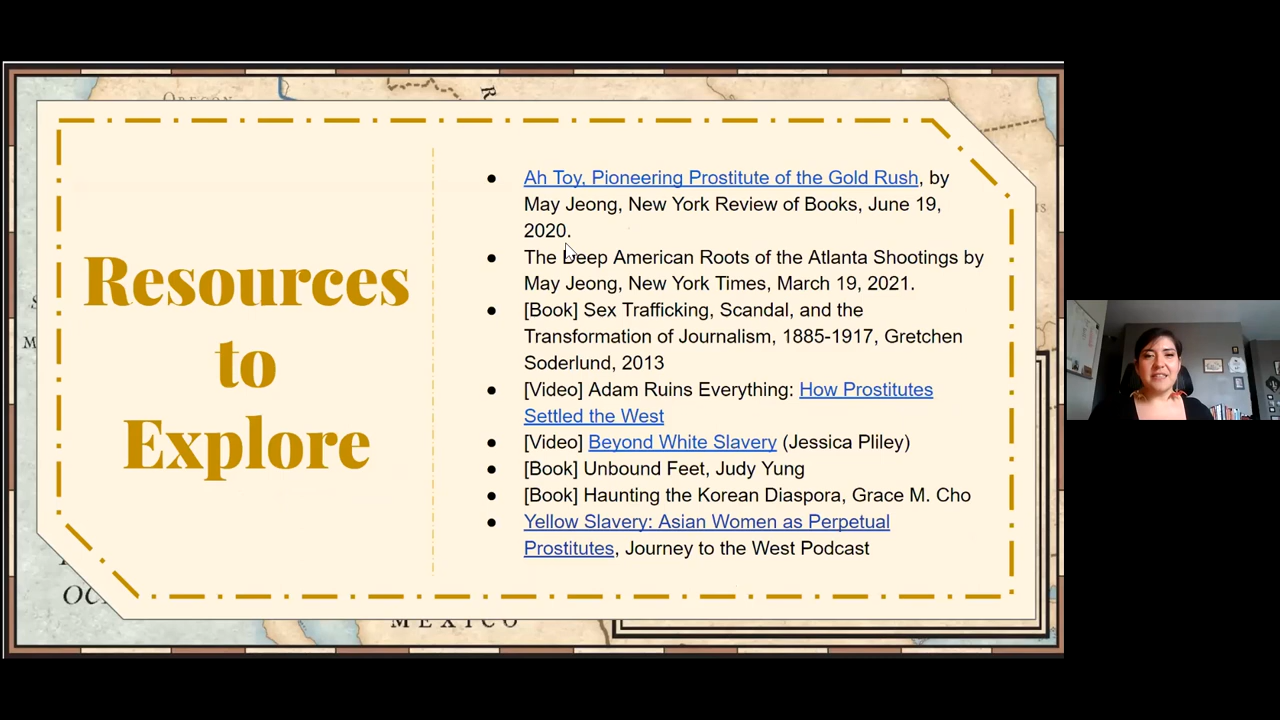 OREGON
Resources
to
Explore
● Ah Toy, Pioneering Prostitute of the Gold Rush, by
May Jeong, New York Review of Books, June 19,
2020.
● The Deep American Roots of the Atlanta Shootings by
May Jeong, New York Times, March 19, 2021.
● [Book] Sex Trafficking, Scandal, and the
Transformation of Journalism, 1885-1917, Gretchen
Soderlund, 2013
● [Video] Adam Ruins Everything: How Prostitutes
Settled the West
● [Video] Beyond White Slavery (Jessica Pliley)
● [Book] Unbound Feet, Judy Yung
● [Book] Haunting the Korean Diaspora, Grace M. Cho
● Yellow Slavery: Asian Women as Perpetual
Prostitutes, Journey to the West Podcast
MEXICO